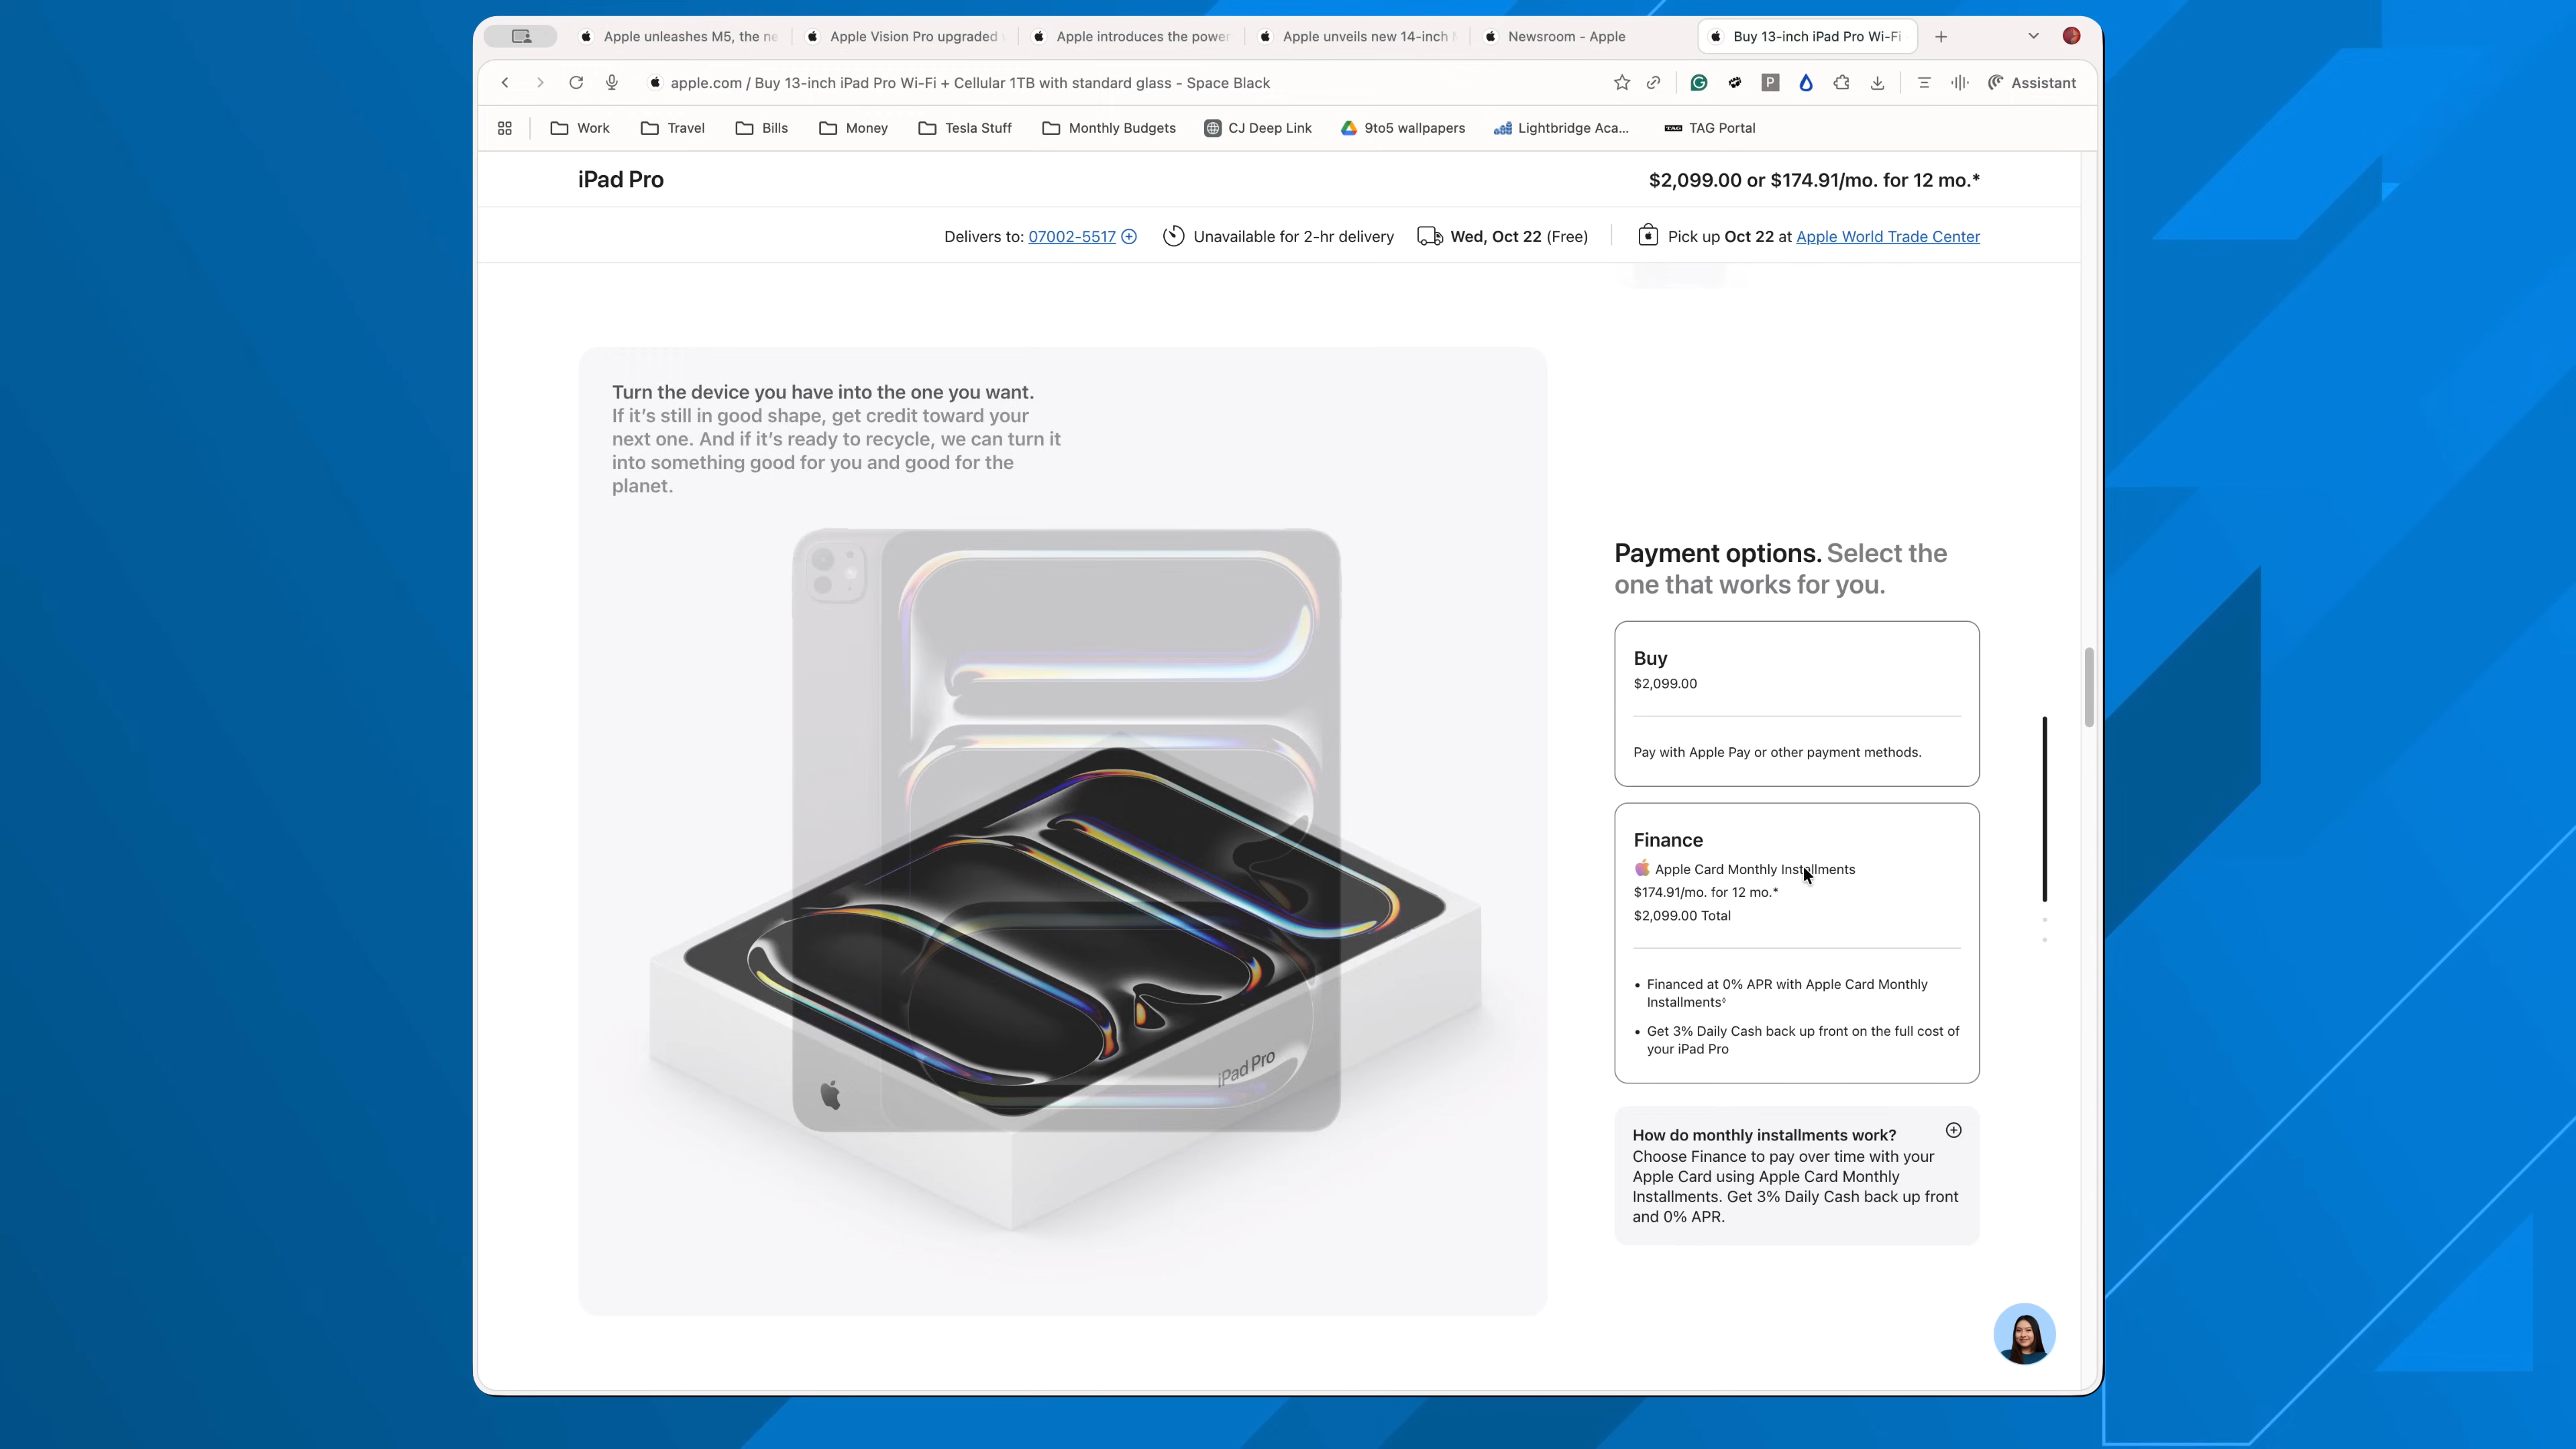 Apple unleashes M5, the ne
Apple Vision Pro upgraded
Apple introduces the power
Apple unveils new 14-inch
Newsroom - Apple
Buy 13-inch iPad Pro Wi-Fi
apple.com / Buy 13-inch iPad Pro Wi-Fi + Cellular 1TB with standard glass - Space Black
P
Assistant
Work
Travel
Bills
Money
Tesla Stuff
Monthly Budgets
CJ Deep Link
9to5 wallpapers
Lightbridge Aca...
TAG
TAG Portal
iPad Pro
$2,099.00 or $174.91/mo. for 12 mo.*
Delivers to: 07002-5517
Unavailable for 2-hr delivery
Wed, Oct 22 (Free)
Pick up Oct 22 at Apple World Trade Center
Turn the device you have into the one you want.
If it’s still in good shape, get credit toward your
next one. And if it’s ready to recycle, we can turn it
into something good for you and good for the
planet.
iPad Pro
Payment options. Select the
one that works for you.
Buy
$2,099.00
Pay with Apple Pay or other payment methods.
Finance
Apple Card Monthly Installments
$174.91/mo. for 12 mo.*
$2,099.00 Total
• Financed at 0% APR with Apple Card Monthly
Installments◊
• Get 3% Daily Cash back up front on the full cost of
your iPad Pro
How do monthly installments work?
Choose Finance to pay over time with your
Apple Card using Apple Card Monthly
Installments. Get 3% Daily Cash back up front
and 0% APR.